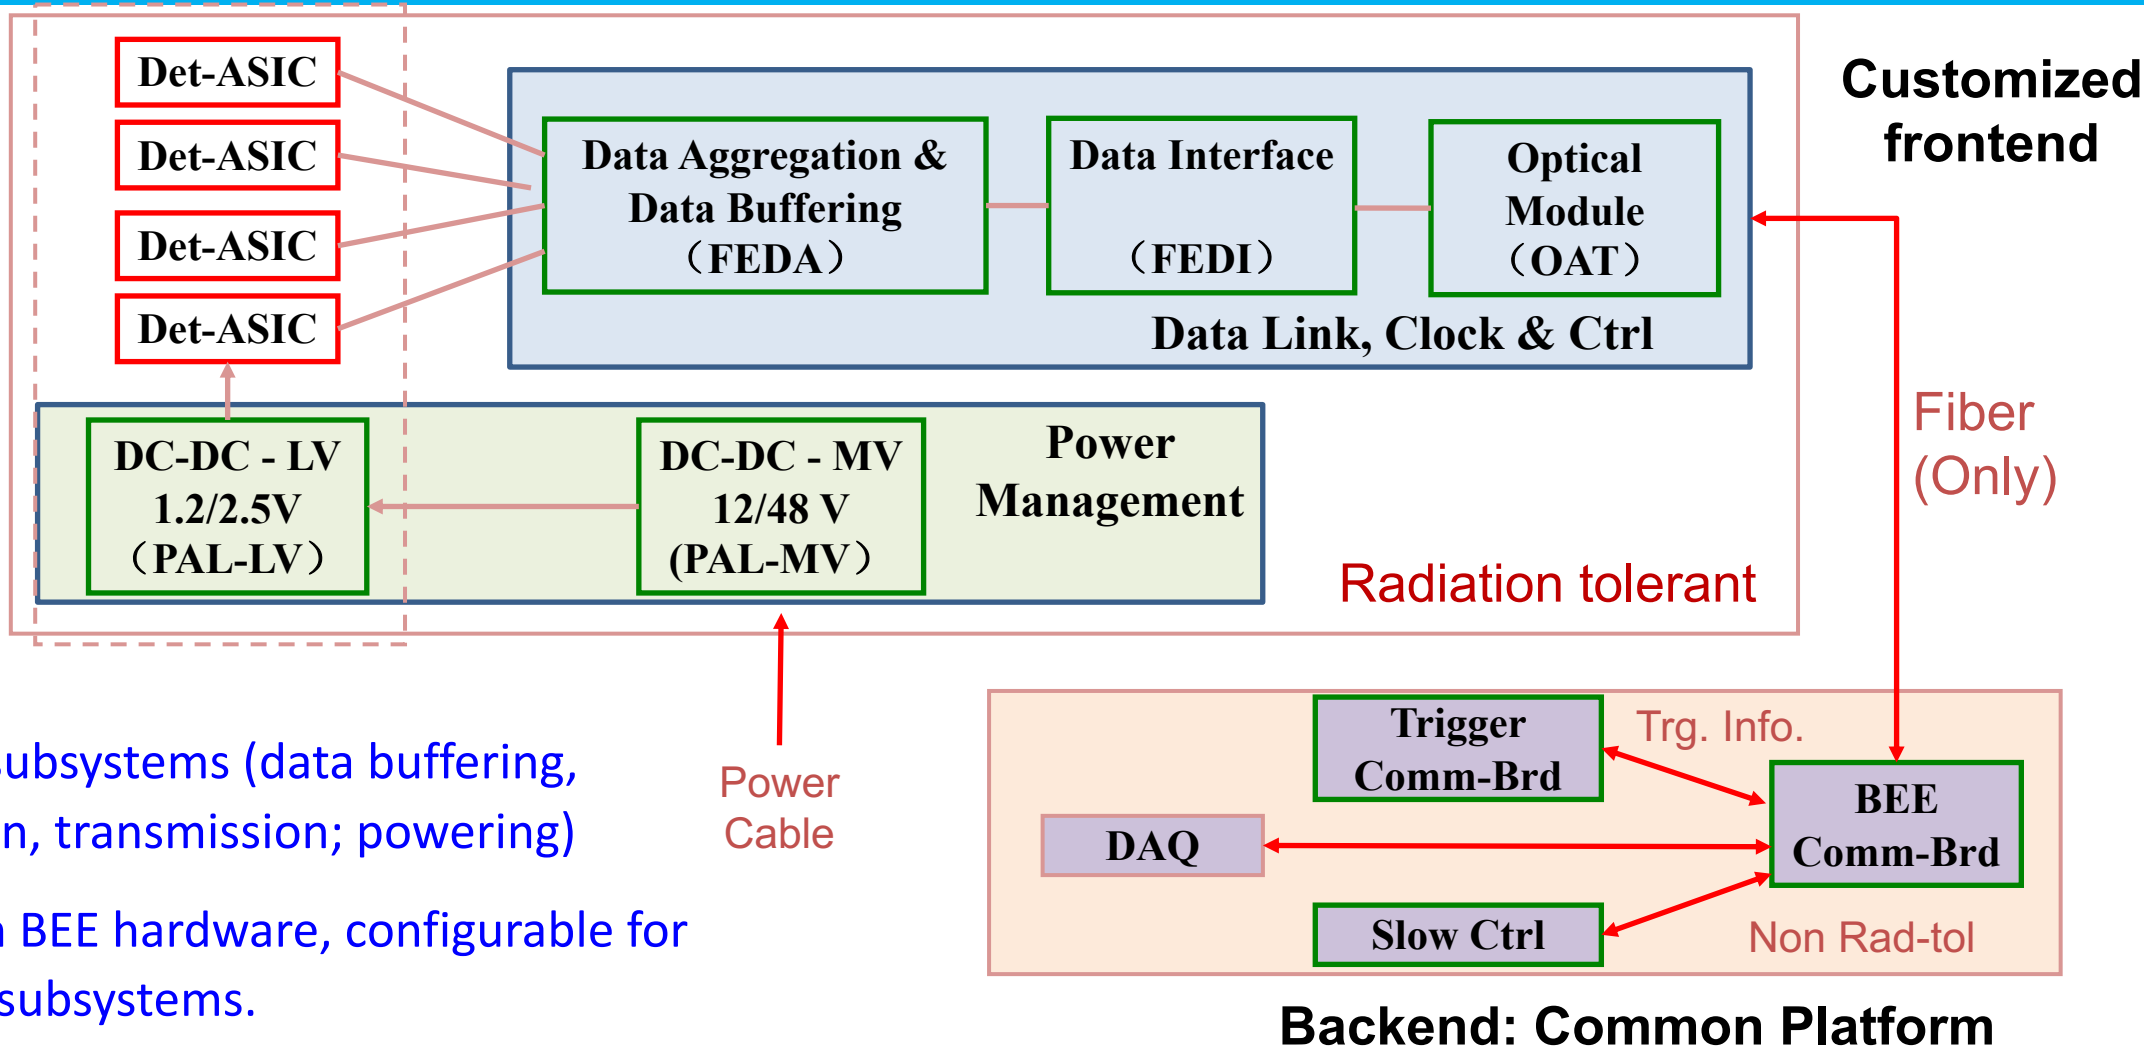 Det-ASIC
Det-ASIC
Det-ASIC
Det-ASIC
Data Aggregation &
Data Buffering
（FEDA）
Data Interface
（FEDI）
Optical
Module
（OAT）
Data Link, Clock & Ctrl
Customized
frontend
DC-DC - LV
1.2/2.5V
（PAL-LV）
DC-DC - MV
12/48 V
(PAL-MV）
Power
Management
Radiation tolerant
Fiber
(Only)
Power
Cable
subsystems (data buffering,
n, transmission; powering)
BEE hardware, configurable for
subsystems.
Trigger
Comm-Brd
Trg. Info.
DAQ
BEE
Comm-Brd
Slow Ctrl
Non Rad-tol
Backend: Common Platform